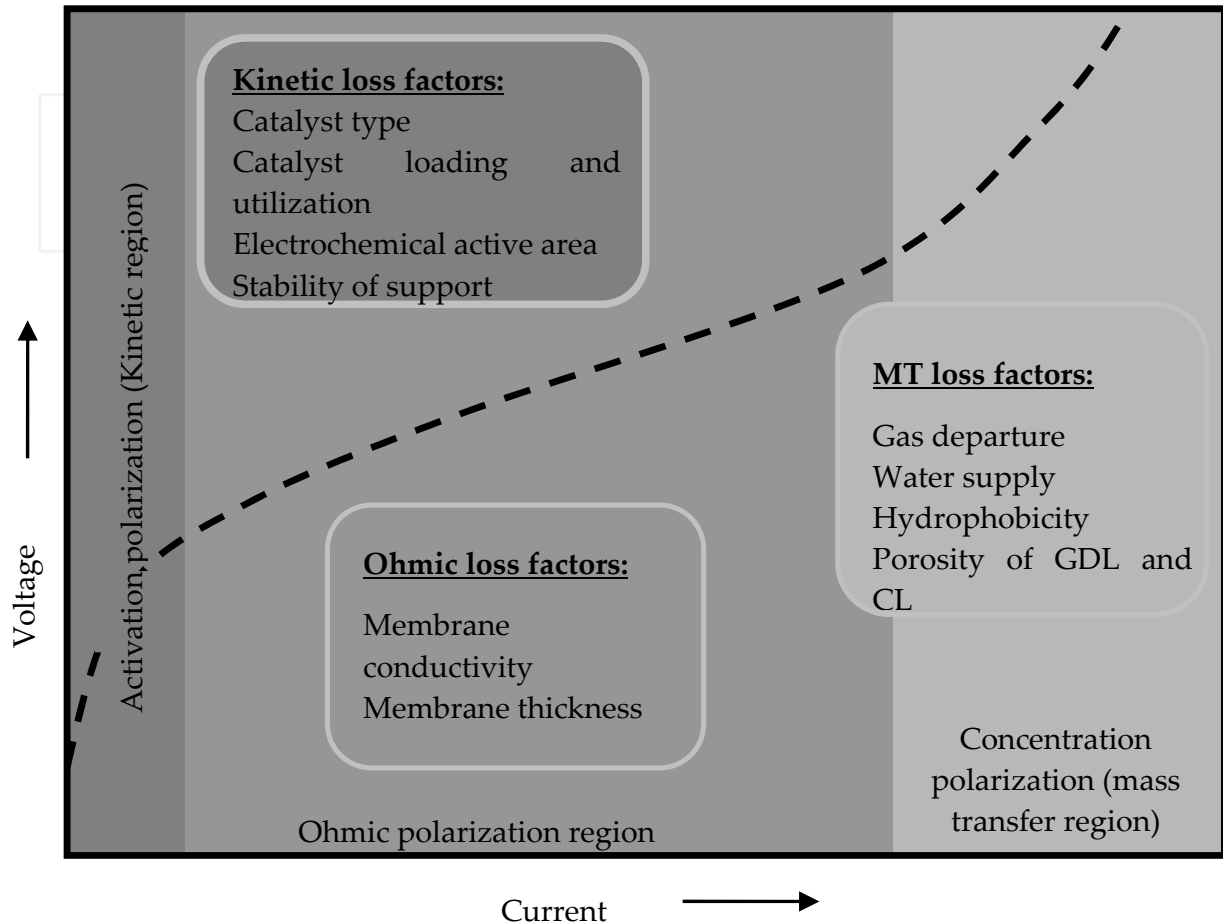 Kinetic loss factors:
Catalyst type
Catalyst loading and
utilization
Electrochemical active area
Stability of support
Activation polarization (Kinetic region)
Voltage
MT loss factors:
Gas departure
Water supply
Hydrophobicity
Porosity of GDL and
CL
Ohmic loss factors:
Membrane
conductivity
Membrane thickness
Concentration
polarization (mass
transfer region)
Ohmic polarization region
Current